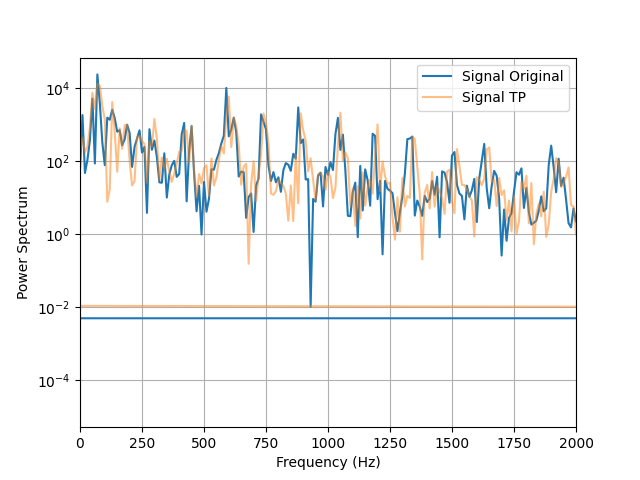 Signal Original
Signal TP
Power Spectrum
10⁴
10²
10⁰
10⁻²
10⁻⁴
0 250 500 750 1000 1250 1500 1750 2000
Frequency (Hz)